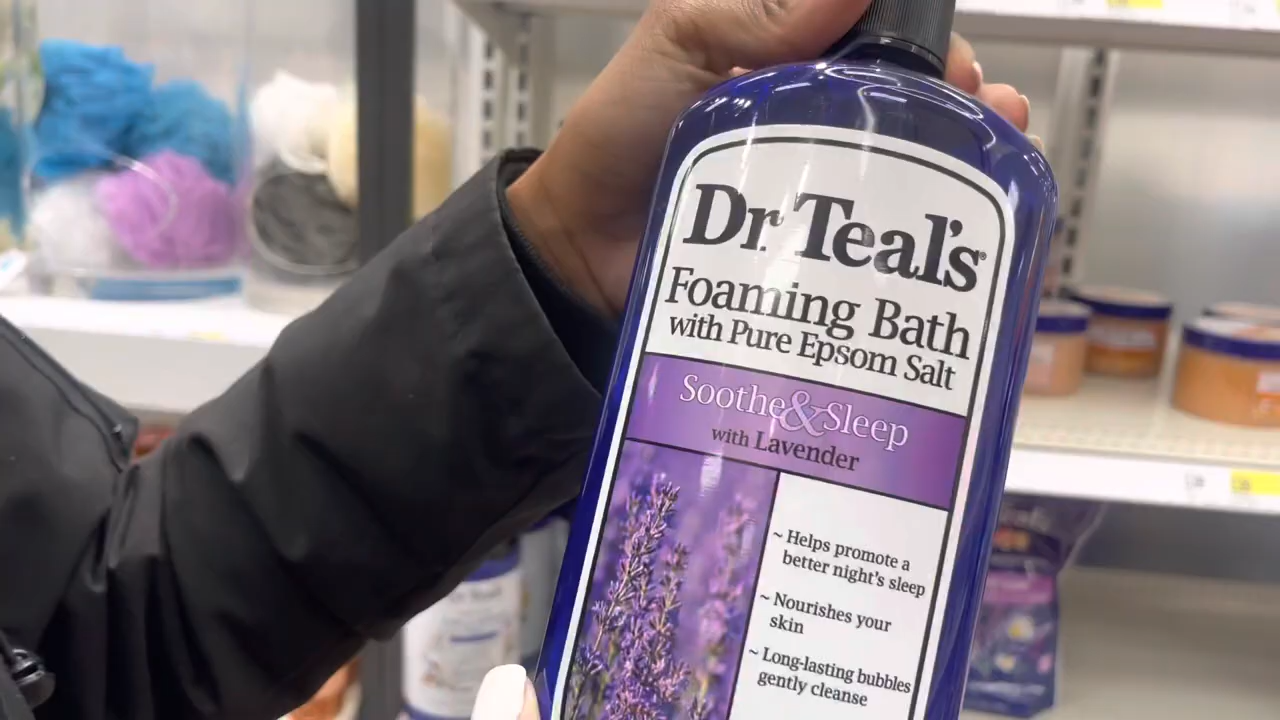 Dr Teal's®
Foaming Bath
with Pure Epsom Salt
Soothe & Sleep
with Lavender
~ Helps promote a
better night's sleep
~ Nourishes your
skin
~ Long-lasting bubbles
gently cleanse